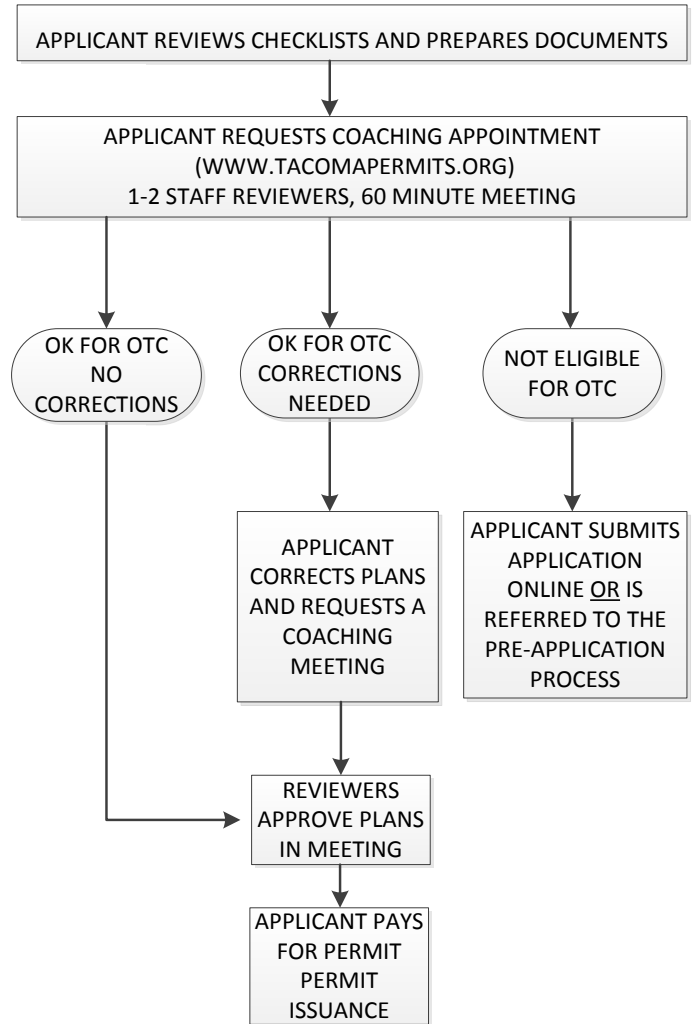 APPLICANT REVIEWS CHECKLISTS AND PREPARES DOCUMENTS
APPLICANT REQUESTS COACHING APPOINTMENT
(WWW.TACOMAPERMITS.ORG)
1-2 STAFF REVIEWERS, 60 MINUTE MEETING
OK FOR OTC
NO
CORRECTIONS
OK FOR OTC
CORRECTIONS
NEEDED
NOT ELIGIBLE
FOR OTC
APPLICANT
CORRECTS PLANS
AND REQUESTS A
COACHING
MEETING
APPLICANT SUBMITS
APPLICATION
ONLINE OR IS
REFERRED TO THE
PRE-APPLICATION
PROCESS
REVIEWERS
APPROVE PLANS
IN MEETING
APPLICANT PAYS
FOR PERMIT
PERMIT
ISSUANCE